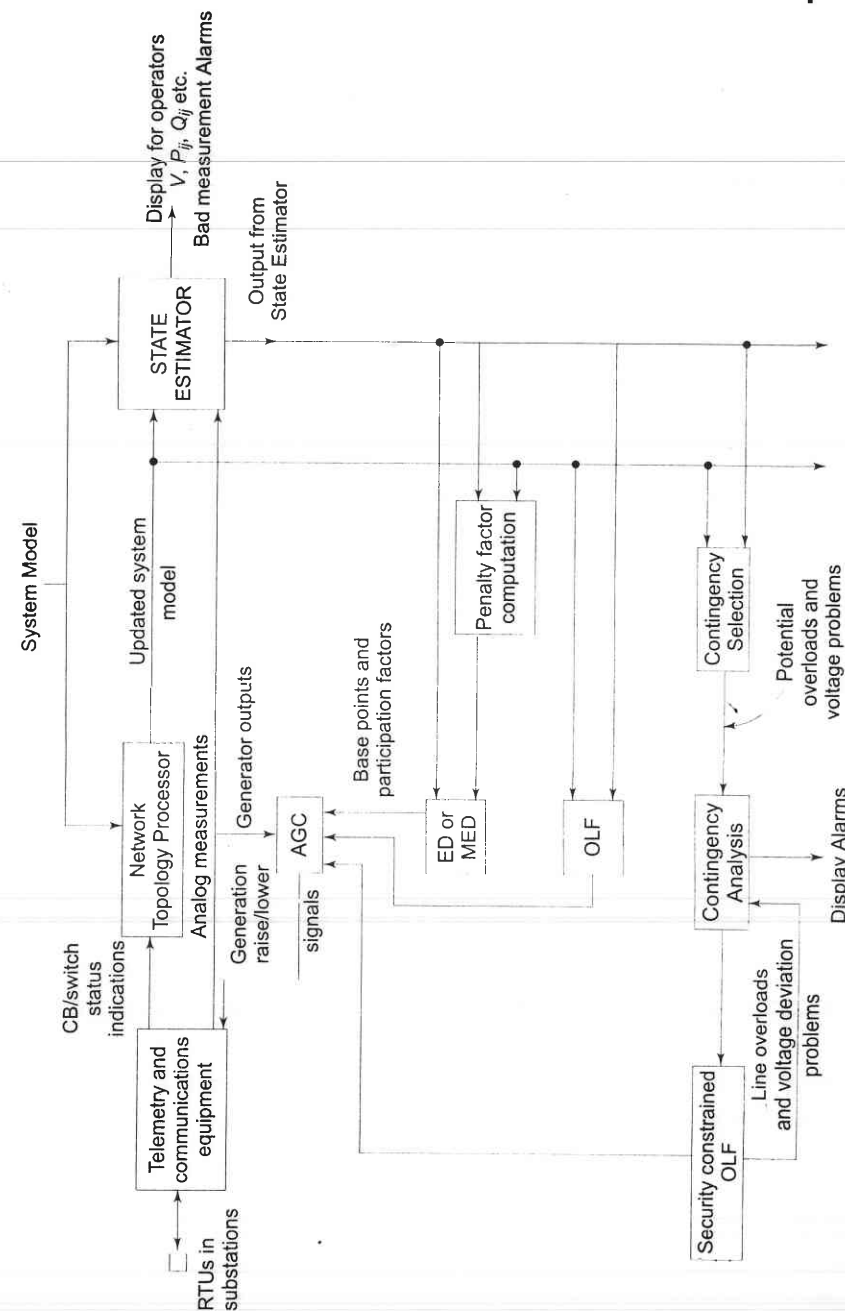 System Model
Display for operators
V, Pij, Qij etc.
Bad measurement Alarms
STATE
ESTIMATOR
Output from
State Estimator
Updated system
model
Network
Topology Processor
CB/switch
status
indications
Telemetry and
communications
equipment
RTUs in
substations
Analog measurements
Generator outputs
Generation
raise/lower
signals
AGC
Base points and
participation factors
ED or
MED
Penalty factor
computation
OLF
Contingency
Selection
Potential
overloads and
voltage problems
Contingency
Analysis
Display Alarms
Line overloads
and voltage deviation
problems
Security constrained
OLF